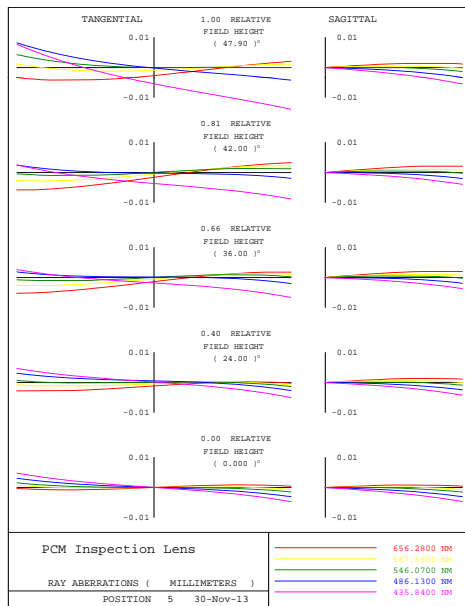 TANGENTIAL 1.00 RELATIVE SAGITTAL
FIELD HEIGHT
( 47.90 )°
0.01 0.01
-0.01 -0.01
0.81 RELATIVE
FIELD HEIGHT
( 42.00 )°
0.01 0.01
-0.01 -0.01
0.66 RELATIVE
FIELD HEIGHT
( 36.00 )°
0.01 0.01
-0.01 -0.01
0.40 RELATIVE
FIELD HEIGHT
( 24.00 )°
0.01 0.01
-0.01 -0.01
0.00 RELATIVE
FIELD HEIGHT
( 0.000 )°
0.01 0.01
-0.01 -0.01
PCM Inspection Lens
RAY ABERRATIONS ( MILLIMETERS )
POSITION 5 30-Nov-13
656.2800 NM
NM
546.0700 NM
486.1300 NM
435.8400 NM